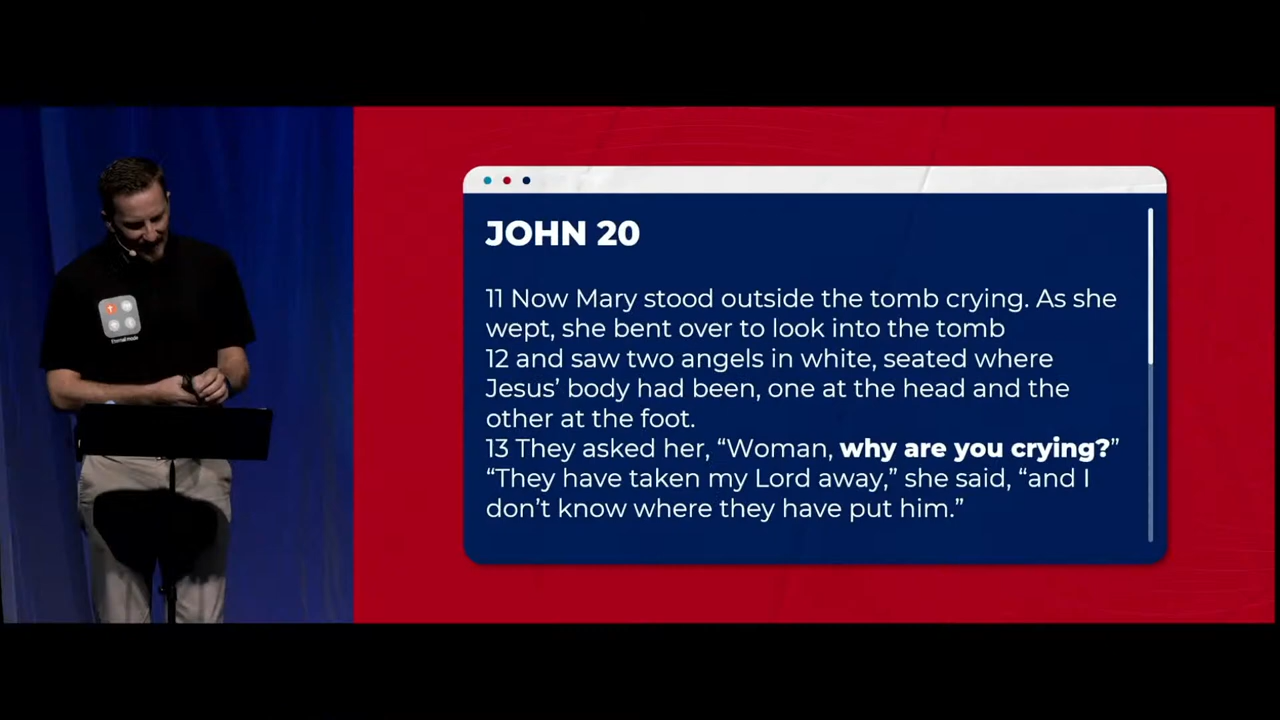 JOHN 20
11 Now Mary stood outside the tomb crying. As she
wept, she bent over to look into the tomb
12 and saw two angels in white, seated where
Jesus’ body had been, one at the head and the
other at the foot.
13 They asked her, “Woman, why are you crying?”
“They have taken my Lord away,” she said, “and I
don’t know where they have put him.”
Eternal mode